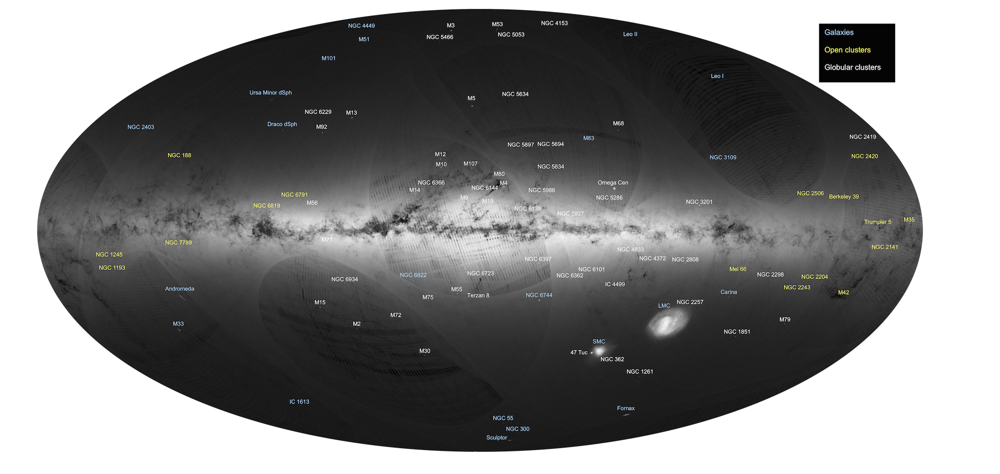 NGC 4449
M3
M53
NGC 4153
M51
NGC 5466
NGC 5053
Leo II
Galaxies
Open clusters
Globular clusters
M101
Leo I
Ursa Minor dSph
M5
NGC 5634
NGC 6229
M13
Draco dSph
M92
NGC 2403
M68
M83
NGC 2419
NGC 5897
NGC 5694
NGC 188
M12
NGC 3109
NGC 2420
M10
M107
NGC 5834
M80
NGC 6366
M4
Omega Cen
M14
NGC 6144
NGC 5986
NGC 6791
M9
NGC 5286
NGC 2506
Berkeley 39
NGC 6819
M56
M19
NGC 3201
NGC 6139
NGC 5927
Trumpler 5
M35
M71
NGC 7789
NGC 2141
NGC 4833
NGC 1245
NGC 6397
NGC 4372
NGC 2808
NGC 1193
NGC 6822
NGC 6723
NGC 6362
NGC 6101
Mel 66
NGC 2298
NGC 2204
NGC 6934
IC 4499
NGC 2243
Andromeda
M55
Carina
M42
M75
Terzan 8
NGC 6744
M15
LMC
NGC 2257
M72
M33
M2
M79
NGC 1851
SMC
M30
47 Tuc
NGC 362
NGC 1261
IC 1613
Fornax
NGC 55
NGC 300
Sculptor